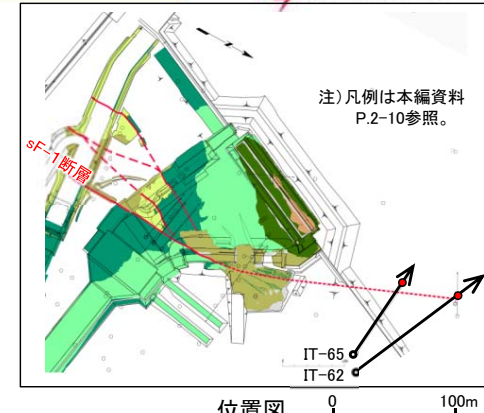 注）凡例は本編資料
P.2-10参照。
sF-1断層
IT-65
IT-62
位置図
0 100m